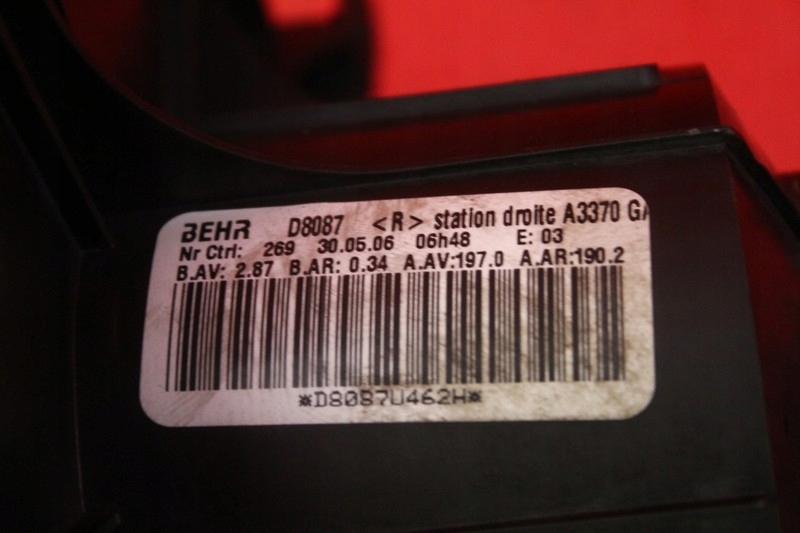 BEHR D8087 <R> station droite A3370 GA
Nr Ctrl: 269 30.05.06 06h48 E: 03
B.AV: 2.87 B.AR: 0.34 A.AV:197.0 A.AR:190.2
*D8087U462H*